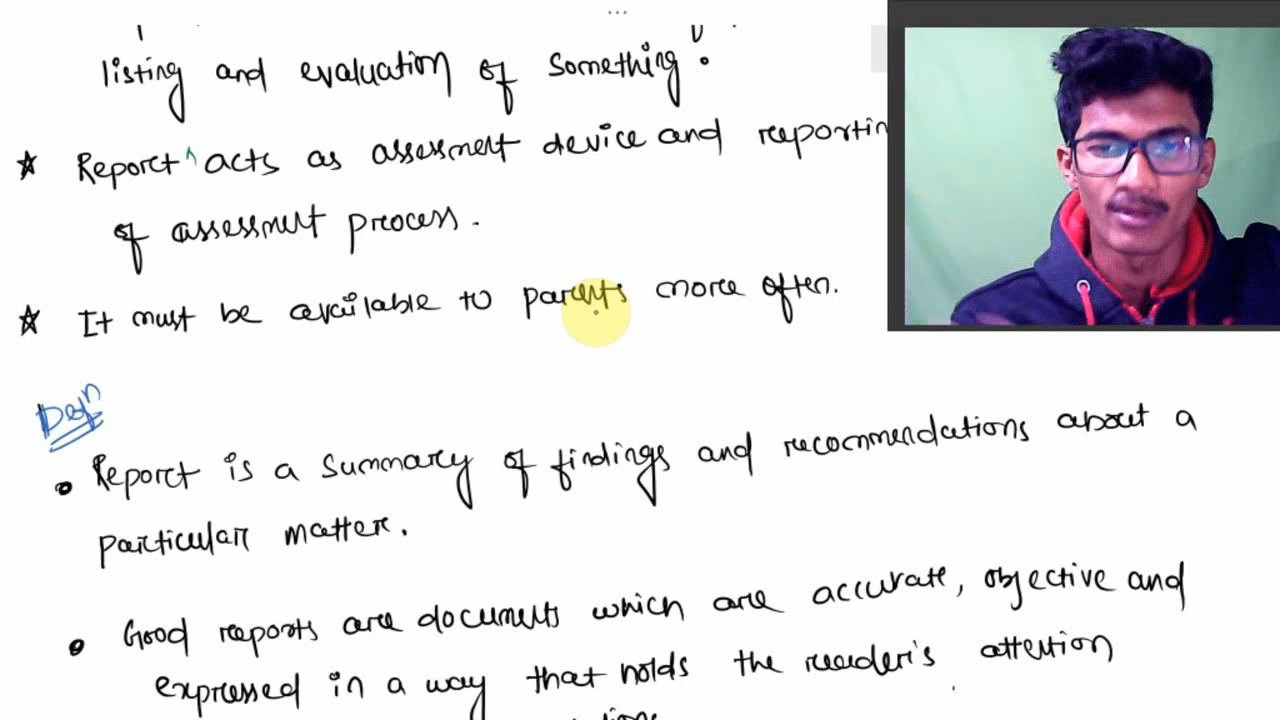 listing and evaluation of something".
* Report ^ acts as assessment device and reportin
of assessment process.
* It must be available to parents more often.
Defn
• Report is a summary of findings and recommendations about a
particular matter.
• Good reports are documents which are accurate, objective and
expressed in a way that holds the reader's attention